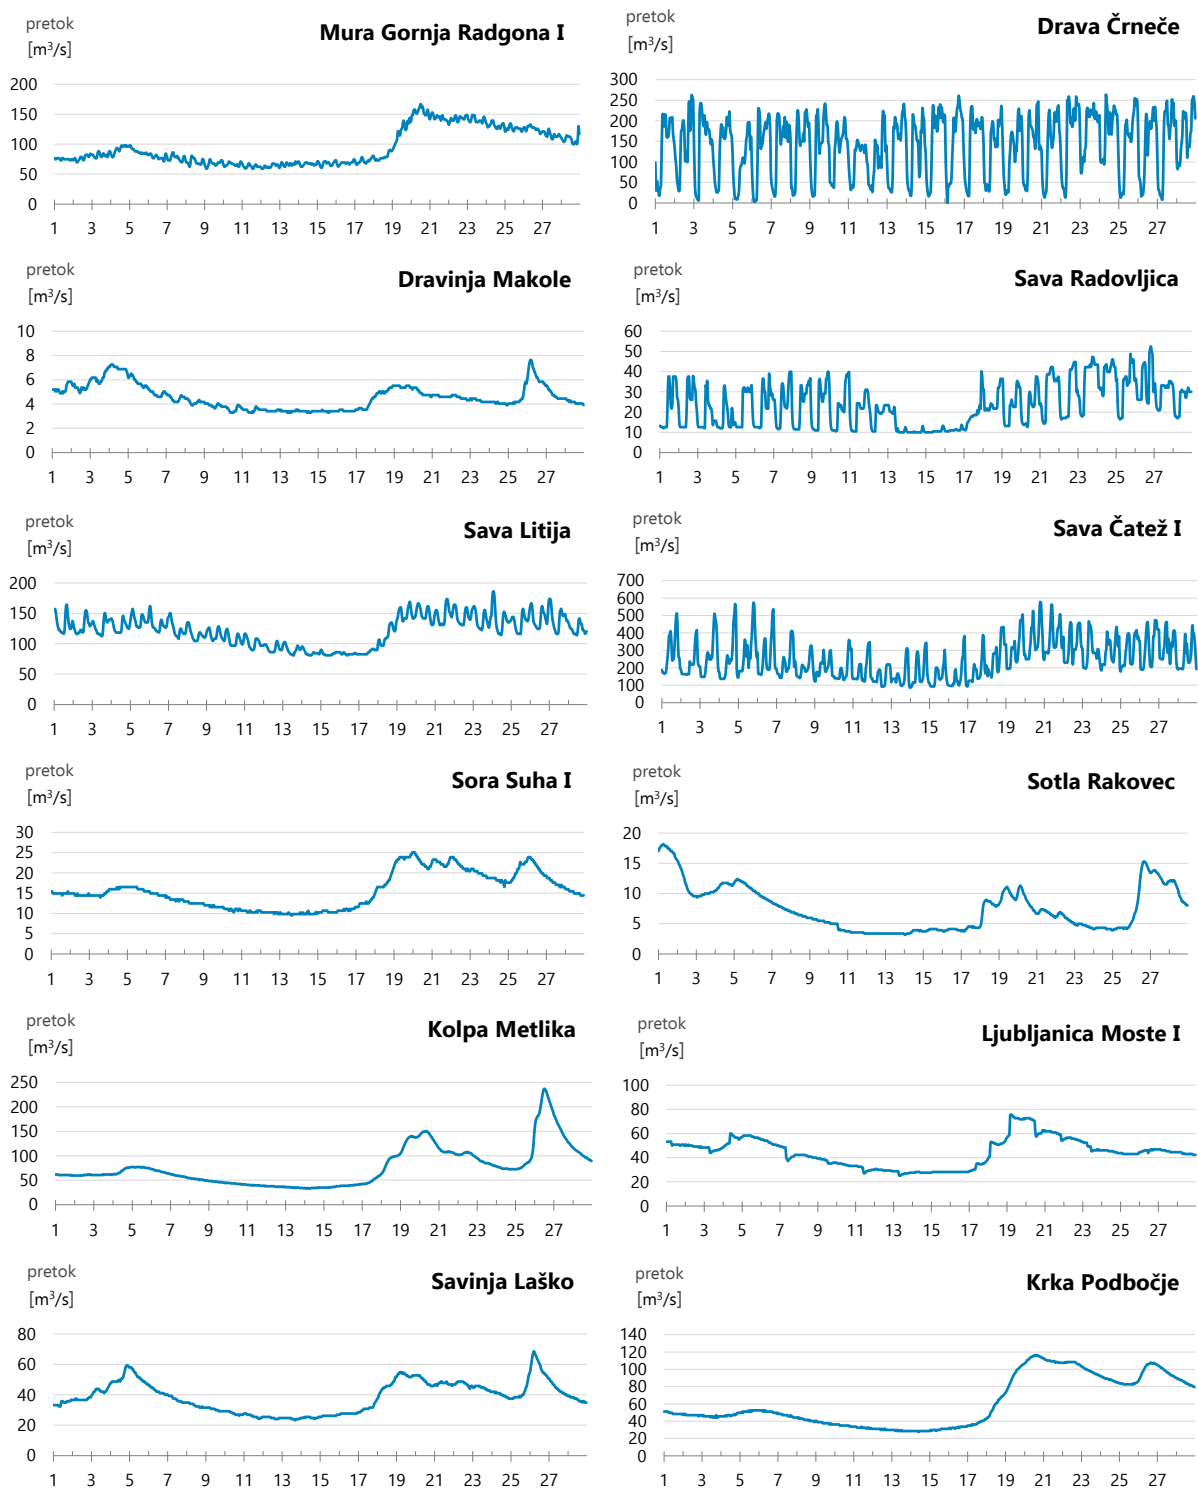 pretok
[m³/s]
Mura Gornja Radgona I
200
150
100
50
0
1 3 5 7 9 11 13 15 17 19 21 23 25 27
pretok
[m³/s]
Drava Črneče
300
250
200
150
100
50
0
1 3 5 7 9 11 13 15 17 19 21 23 25 27
pretok
[m³/s]
Dravinja Makole
10
8
6
4
2
0
1 3 5 7 9 11 13 15 17 19 21 23 25 27
pretok
[m³/s]
Sava Radovljica
60
50
40
30
20
10
0
1 3 5 7 9 11 13 15 17 19 21 23 25 27
pretok
[m³/s]
Sava Litija
200
150
100
50
0
1 3 5 7 9 11 13 15 17 19 21 23 25 27
pretok
[m³/s]
Sava Čatež I
700
600
500
400
300
200
100
0
1 3 5 7 9 11 13 15 17 19 21 23 25 27
pretok
[m³/s]
Sora Suha I
30
25
20
15
10
5
0
1 3 5 7 9 11 13 15 17 19 21 23 25 27
pretok
[m³/s]
Sotla Rakovec
20
15
10
5
0
1 3 5 7 9 11 13 15 17 19 21 23 25 27
pretok
[m³/s]
Kolpa Metlika
250
200
150
100
50
0
1 3 5 7 9 11 13 15 17 19 21 23 25 27
pretok
[m³/s]
Ljubljanica Moste I
100
80
60
40
20
0
1 3 5 7 9 11 13 15 17 19 21 23 25 27
pretok
[m³/s]
Savinja Laško
80
60
40
20
0
1 3 5 7 9 11 13 15 17 19 21 23 25 27
pretok
[m³/s]
Krka Podbočje
140
120
100
80
60
40
20
0
1 3 5 7 9 11 13 15 17 19 21 23 25 27